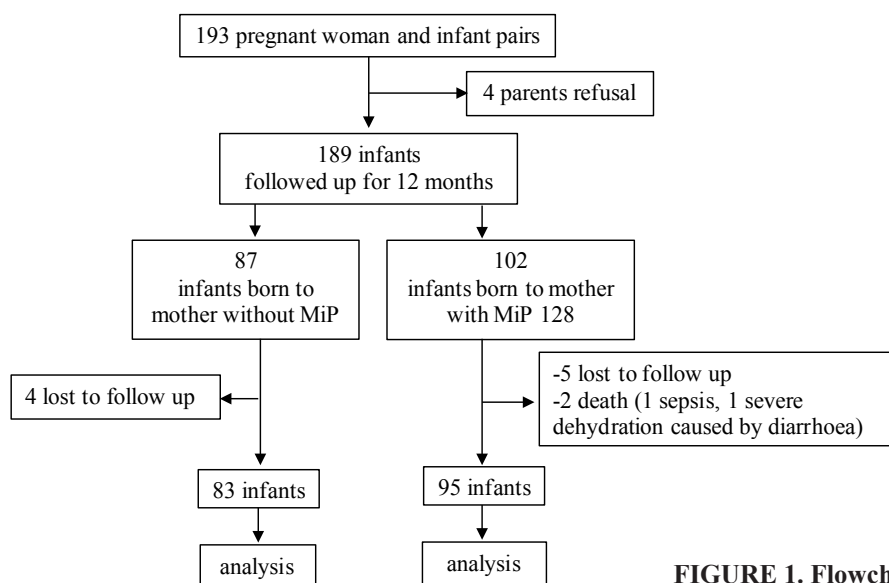 193 pregnant woman and infant pairs
4 parents refusal
189 infants
followed up for 12 months
87
infants born to
mother without MiP
102
infants born to mother
with MiP 128
4 lost to follow up
-5 lost to follow up
-2 death (1 sepsis, 1 severe
dehydration caused by diarrhoea)
83 infants
95 infants
analysis
analysis
FIGURE 1. Flowch